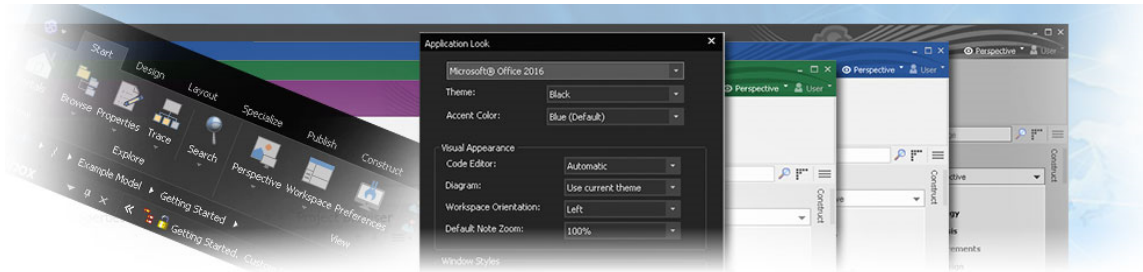 Start Design Layout Specialize Publish Construct
Browse Properties Trace Search Perspective Workspace Preferences
Explore View
Example Model Getting Started
Getting Started,
Application Look
Microsoft® Office 2016
Theme: Black
Accent Color: Blue (Default)
Visual Appearance
Code Editor: Automatic
Diagram: Use current theme
Workspace Orientation: Left
Default Note Zoom: 100%
Window Styles
Perspective User
Construct
Perspective User
Construct
Perspective User
Construct